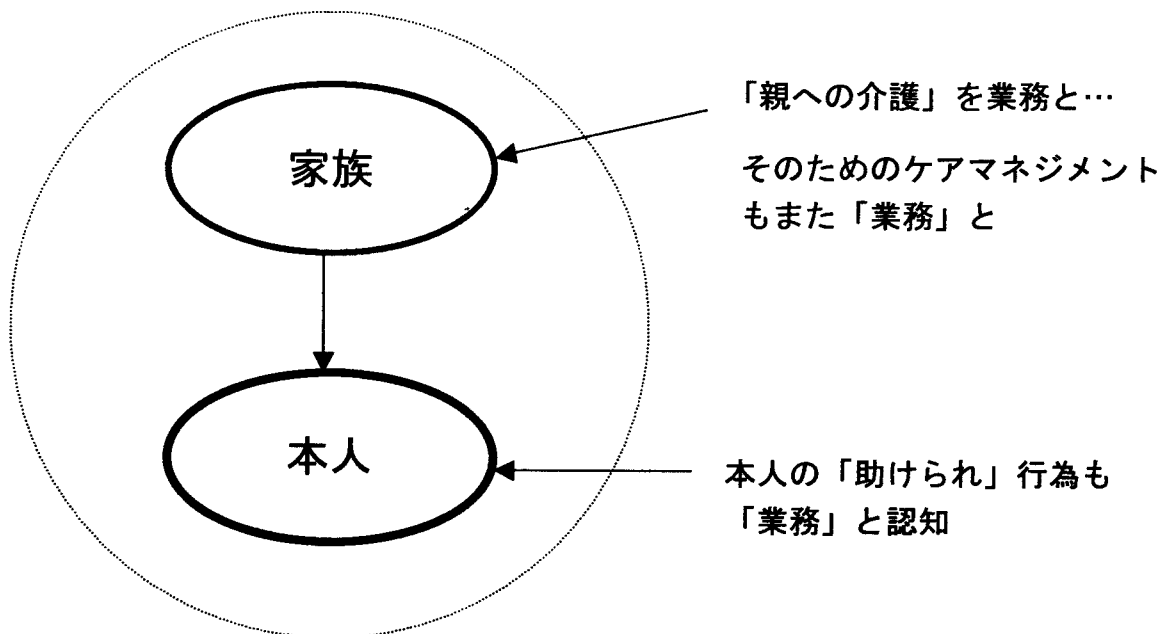 家族
「親への介護」を業務と…
そのためのケアマネジメント
もまた「業務」と
本人
本人の「助けられ」行為も
「業務」と認知